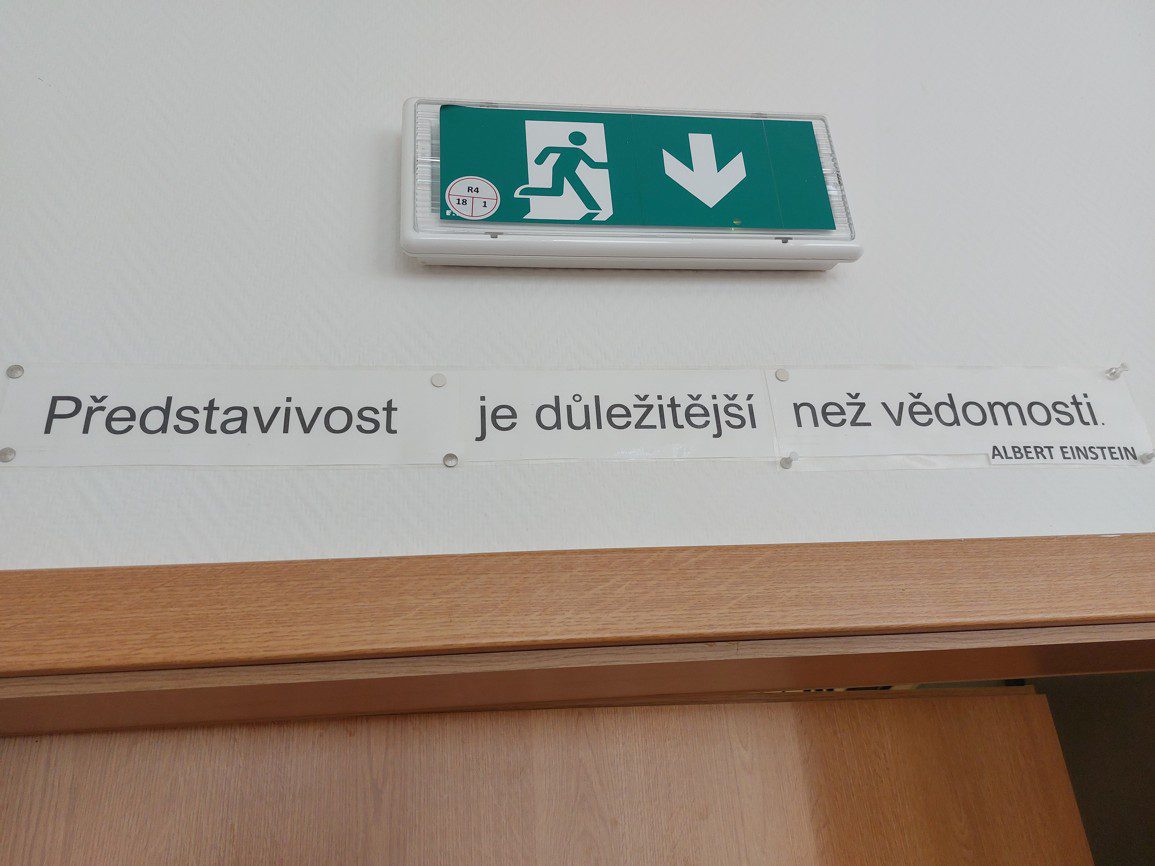 R4
18 1
Představivost je důležitější než vědomosti.
ALBERT EINSTEIN